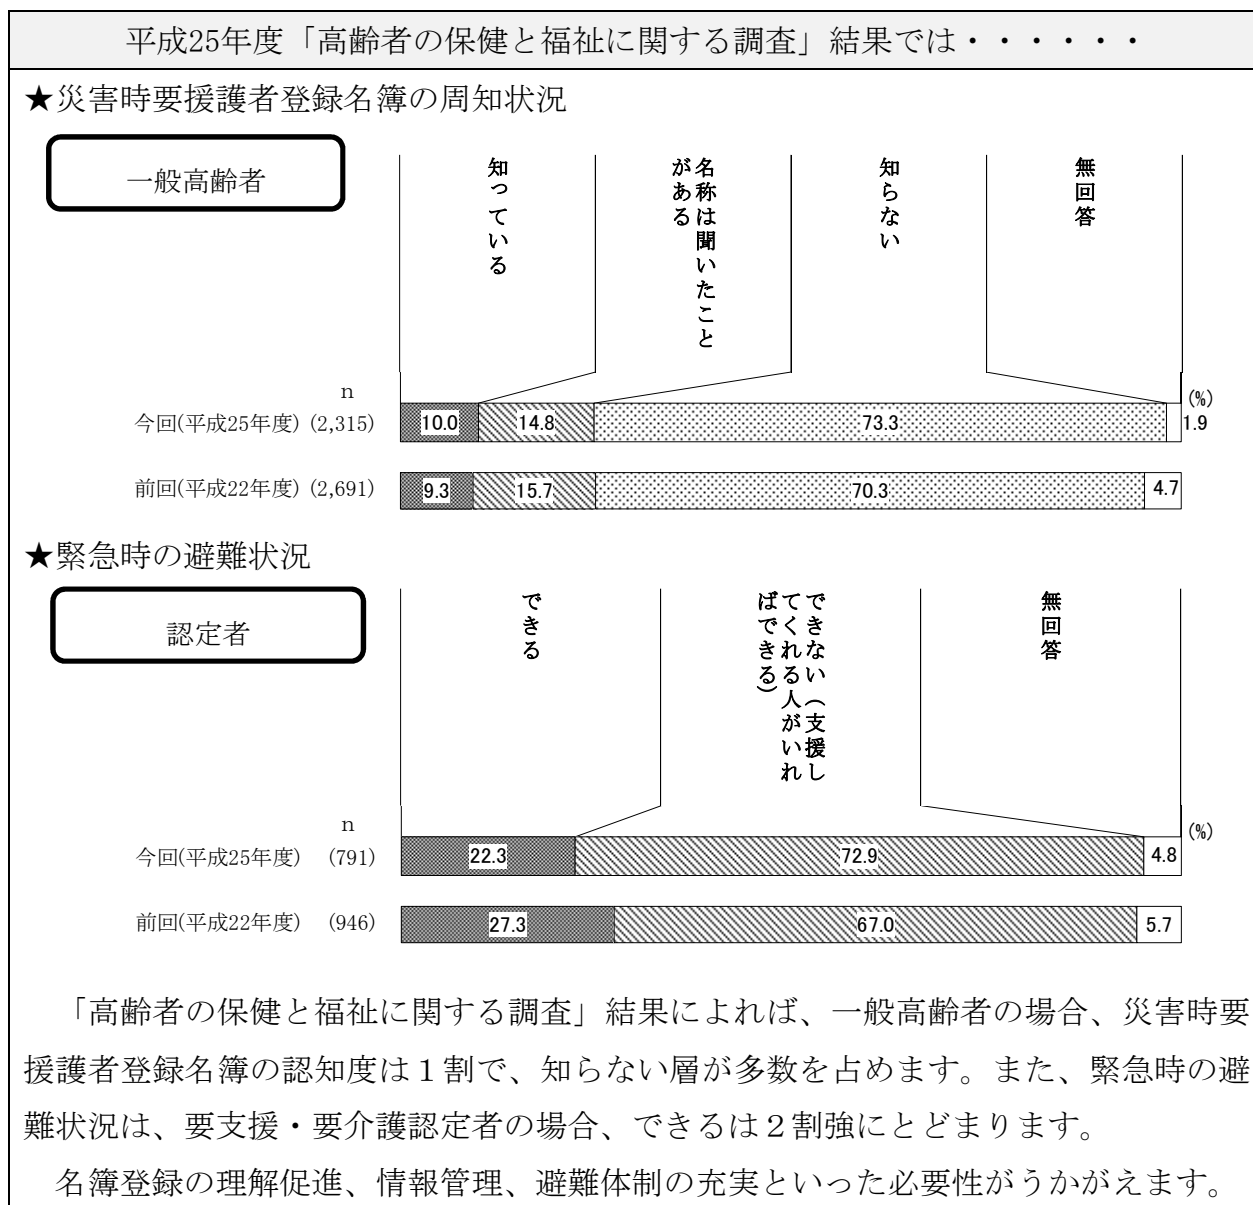 平成25年度「高齢者の保健と福祉に関する調査」結果では・・・・・・
★災害時要援護者登録名簿の周知状況
一般高齢者
知っている
名称は聞いたこと
がある
知らない
無回答
n
(%)
今回(平成25年度) (2,315) 10.0 14.8 73.3 1.9
前回(平成22年度) (2,691) 9.3 15.7 70.3 4.7
★緊急時の避難状況
認定者
できる
できない（支援し
てくれる人がいれ
ばできる）
無回答
n
(%)
今回(平成25年度) (791) 22.3 72.9 4.8
前回(平成22年度) (946) 27.3 67.0 5.7
「高齢者の保健と福祉に関する調査」結果によれば、一般高齢者の場合、災害時要
援護者登録名簿の認知度は１割で、知らない層が多数を占めます。また、緊急時の避
難状況は、要支援・要介護認定者の場合、できるは２割強にとどまります。
名簿登録の理解促進、情報管理、避難体制の充実といった必要性がうかがえます。